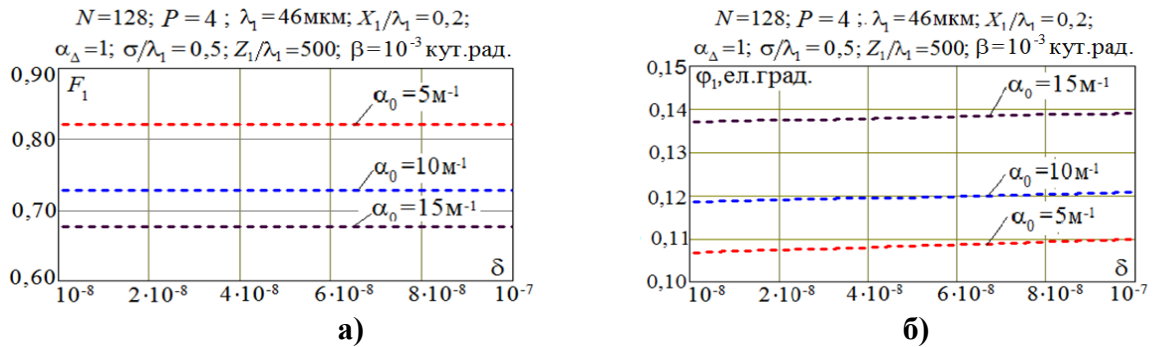 N=128; P = 4 ; λ₁=46мкм; X₁/λ₁=0,2;
α_Δ=1; σ/λ₁=0,5; Z₁/λ₁=500; β=10⁻³ кут.рад.
0,90
F₁
α₀=5м⁻¹
0,80
α₀=10м⁻¹
0,70
α₀=15м⁻¹
0,60
δ
10⁻⁸ 2·10⁻⁸ 4·10⁻⁸ 6·10⁻⁸ 8·10⁻⁸ 10⁻⁷
а)
N=128; P = 4 ; λ₁=46мкм; X₁/λ₁=0,2;
α_Δ=1; σ/λ₁=0,5; Z₁/λ₁=500; β=10⁻³ кут.рад.
0,15
φ₁,ел.град.
α₀=15м⁻¹
0,14
0,13
α₀=10м⁻¹
0,12
α₀=5м⁻¹
0,11
0,10
δ
10⁻⁸ 2·10⁻⁸ 4·10⁻⁸ 6·10⁻⁸ 8·10⁻⁸ 10⁻⁷
б)